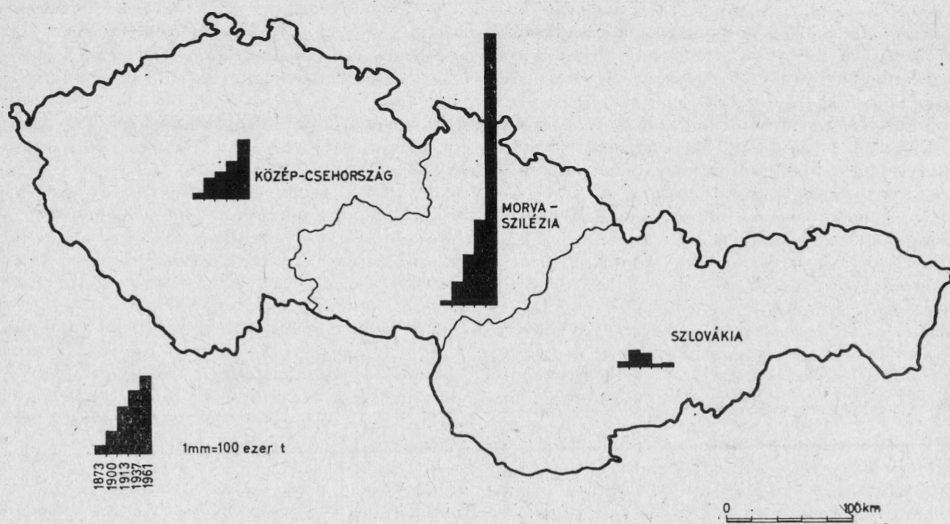 KÖZÉP-CSEHORSZÁG
MORVA-
SZILÉZIA
SZLOVÁKIA
1mm=100 ezer t
1873
1900
1913
1937
1961
0 100km